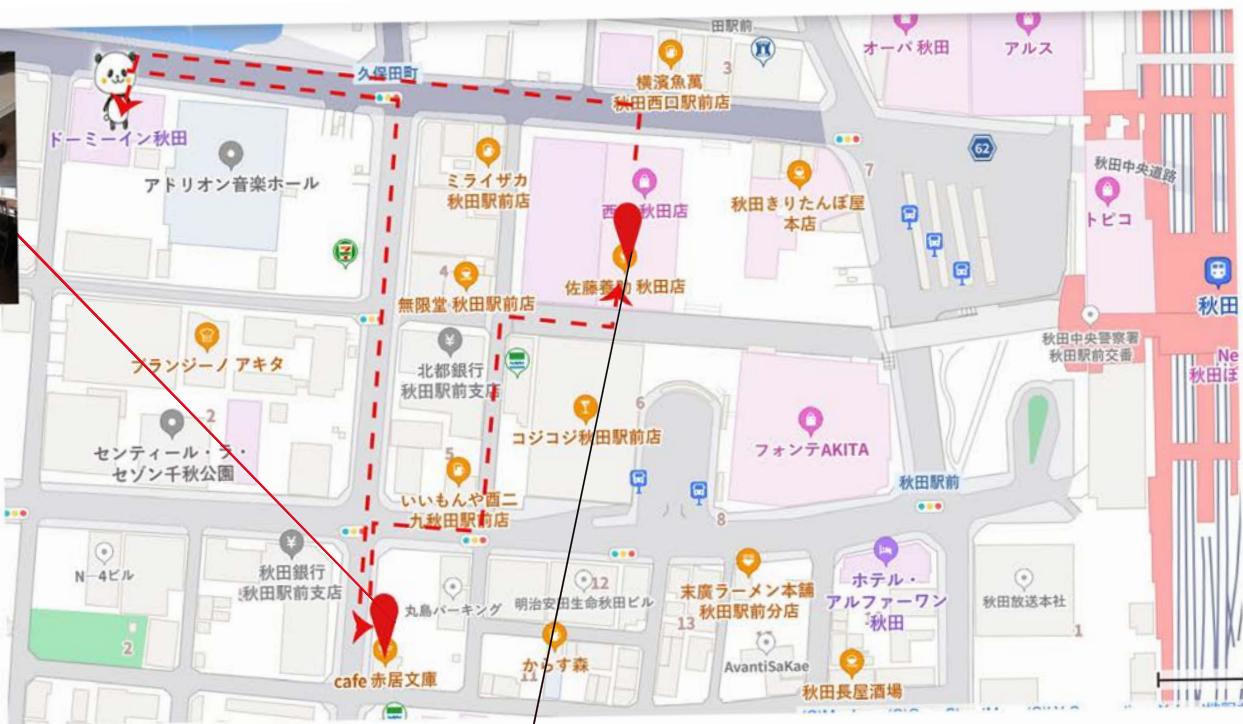 田駅前
オーパ 秋田
アルス
久保田町
3
横濱魚萬
秋田西口駅前店
ドーミーイン秋田
アドリオン音楽ホール
ミライザカ
秋田駅前店
62
7
秋田中央道路
トピコ
西
秋田店
秋田きりたんぽ屋
本店
4
佐藤養助 秋田店
無限堂 秋田駅前店
秋田
秋田中央警察署
秋田駅前交番
Ne
秋田ぽ
ブランジーノ アキタ
北都銀行
秋田駅前支店
2
6
コジコジ秋田駅前店
フォンテAKITA
センティール・ラ・
セゾン千秋公園
5
いいもんや酉二
九秋田駅前店
秋田駅前
8
N-4ビル
秋田銀行
秋田駅前支店
丸島パーキング
12
明治安田生命秋田ビル
末廣ラーメン本舗
秋田駅前分店
13
ホテル・
アルファーワン
秋田
秋田放送本社
1
2
cafe 赤居文庫
からす森
11
AvantiSaKae
秋田長屋酒場